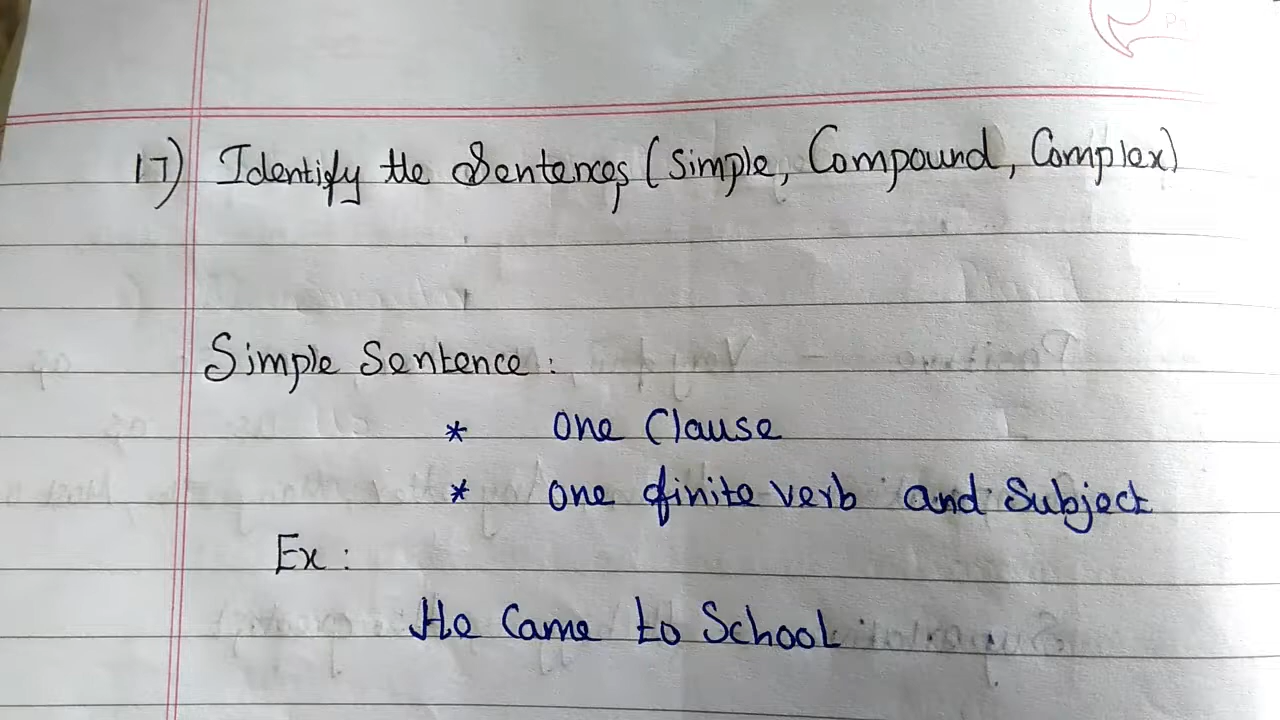 17) Identify the Sentences (Simple, Compound, Complex)
Simple Sentence :
* one Clause
* one finite verb and Subject
Ex :
He Came to School